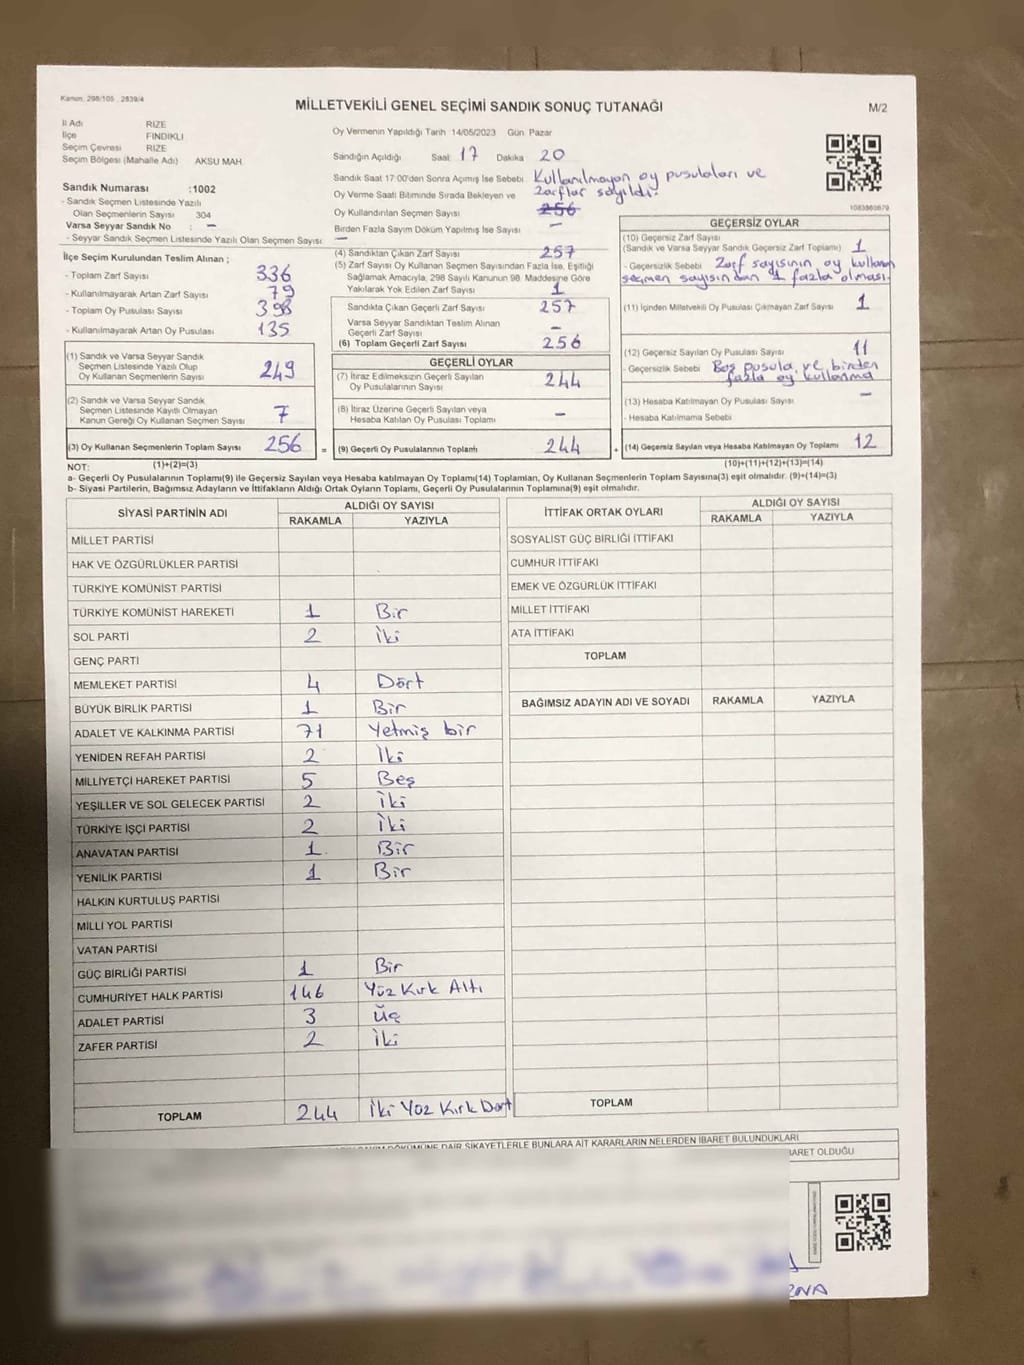 Kanun, 298/105 , 2839/4
MİLLETVEKİLİ GENEL SEÇİMİ SANDIK SONUÇ TUTANAĞI
M/2
İl Adı RİZE
İlçe FINDIKLI
Seçim Çevresi RİZE
Seçim Bölgesi (Mahalle Adı) AKSU MAH.
Sandık Numarası :1002
- Sandık Seçmen Listesinde Yazılı
Olan Seçmenlerin Sayısı 304
Varsa Seyyar Sandık No : –
- Seyyar Sandık Seçmen Listesinde Yazılı Olan Seçmen Sayısı –
Oy Vermenin Yapıldığı Tarih 14/05/2023 Gün Pazar
Sandığın Açıldığı Saat 17 Dakika 20
Sandık Saat 17:00'den Sonra Açımış İse Sebebi Kullanılmayan oy pusulaları ve
zarflar sayıldı.
Oy Verme Saati Bitiminde Sırada Bekleyen ve
Oy Kullandırılan Seçmen Sayısı 256
Birden Fazla Sayım Döküm Yapılmış İse Sayısı –
1083860879
İlçe Seçim Kurulundan Teslim Alınan ;
- Toplam Zarf Sayısı 336
- Kullanılmayarak Artan Zarf Sayısı 79
- Toplam Oy Pusulası Sayısı 398
- Kullanılmayarak Artan Oy Pusulası 135
(1) Sandık ve Varsa Seyyar Sandık
Seçmen Listesinde Yazılı Olup
Oy Kullanan Seçmenlerin Sayısı 249
(2) Sandık ve Varsa Seyyar Sandık
Seçmen Listesinde Kayıtlı Olmayan
Kanun Gereği Oy Kullanan Seçmen Sayısı 7
(3) Oy Kullanan Seçmenlerin Toplam Sayısı 256
(4) Sandıktan Çıkan Zarf Sayısı 257
(5) Zarf Sayısı Oy Kullanan Seçmen Sayısından Fazla İse, Eşitliği
Sağlamak Amacıyla, 298 Sayılı Kanunun 98. Maddesine Göre
Yakılarak Yok Edilen Zarf Sayısı 1
Sandıkta Çıkan Geçerli Zarf Sayısı 257
Varsa Seyyar Sandıktan Teslim Alınan
Geçerli Zarf Sayısı –
(6) Toplam Geçerli Zarf Sayısı 256
GEÇERLİ OYLAR
(7) İtiraz Edilmeksizin Geçerli Sayılan
Oy Pusulalarının Sayısı 244
(8) İtiraz Üzerine Geçerli Sayılan veya
Hesaba Katılan Oy Pusulası Toplamı –
= (9) Geçerli Oy Pusulalarının Toplamı 244
GEÇERSİZ OYLAR
(10) Geçersiz Zarf Sayısı
(Sandık ve Varsa Seyyar Sandık Geçersiz Zarf Toplamı) 1
- Geçersizlik Sebebi Zarf sayısının oy kullanan
seçmen sayısından 1 fazla olması
(11) İçinden Milletvekili Oy Pusulası Çıkmayan Zarf Sayısı 1
(12) Geçersiz Sayılan Oy Pusulası Sayısı 11
- Geçersizlik Sebebi Boş pusula, ve birden
fazla oy kullanma
(13) Hesaba Katılmayan Oy Pusulası Sayısı –
- Hesaba Katılmama Sebebi
+ (14) Geçersiz Sayılan veya Hesaba Katılmayan Oy Toplamı 12
NOT: (1)+(2)=(3) (10)+(11)+(12)+(13)=(14)
a- Geçerli Oy Pusulalarının Toplamı(9) ile Geçersiz Sayılan veya Hesaba katılmayan Oy Toplamı(14) Toplamları, Oy Kullanan Seçmenlerin Toplam Sayısına(3) eşit olmalıdır. (9)+(14)=(3)
b- Siyasi Partilerin, Bağımsız Adayların ve İttifakların Aldığı Ortak Oyların Toplamı, Geçerli Oy Pusulalarının Toplamına(9) eşit olmalıdır.
SİYASİ PARTİNİN ADI ALDIĞI OY SAYISI
RAKAMLA YAZIYLA
MİLLET PARTİSİ
HAK VE ÖZGÜRLÜKLER PARTİSİ
TÜRKİYE KOMÜNİST PARTİSİ
TÜRKİYE KOMÜNİST HAREKETİ 1 Bir
SOL PARTİ 2 İki
GENÇ PARTİ
MEMLEKET PARTİSİ 4 Dört
BÜYÜK BİRLİK PARTİSİ 1 Bir
ADALET VE KALKINMA PARTİSİ 71 Yetmiş bir
YENİDEN REFAH PARTİSİ 2 İki
MİLLİYETÇİ HAREKET PARTİSİ 5 Beş
YEŞİLLER VE SOL GELECEK PARTİSİ 2 İki
TÜRKİYE İŞÇİ PARTİSİ 2 İki
ANAVATAN PARTİSİ 1 Bir
YENİLİK PARTİSİ 1 Bir
HALKIN KURTULUŞ PARTİSİ
MİLLİ YOL PARTİSİ
VATAN PARTİSİ
GÜÇ BİRLİĞİ PARTİSİ 1 Bir
CUMHURİYET HALK PARTİSİ 146 Yüz Kırk Altı
ADALET PARTİSİ 3 Üç
ZAFER PARTİSİ 2 İki
TOPLAM 244 İki Yüz Kırk Dört
İTTİFAK ORTAK OYLARI ALDIĞI OY SAYISI
RAKAMLA YAZIYLA
SOSYALİST GÜÇ BİRLİĞİ İTTİFAKI
CUMHUR İTTİFAKI
EMEK VE ÖZGÜRLÜK İTTİFAKI
MİLLET İTTİFAKI
ATA İTTİFAKI
TOPLAM
BAĞIMSIZ ADAYIN ADI VE SOYADI RAKAMLA YAZIYLA
TOPLAM
DÖKÜMÜNE DAİR ŞİKAYETLERLE BUNLARA AİT KARARLARIN NELERDEN İBARET BULUNDUKLARI
BARET OLDUĞU